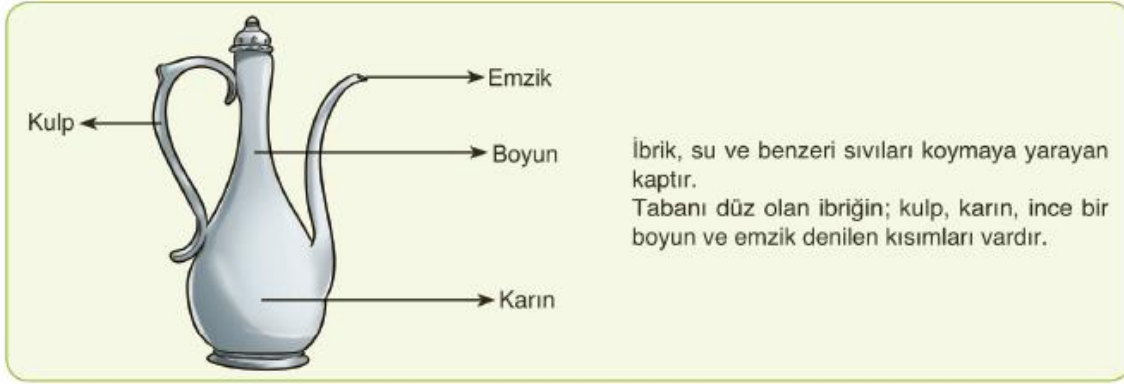 Emzik
Kulp
Boyun
Karın
İbrik, su ve benzeri sıvıları koymaya yarayan
kaptır.
Tabanı düz olan ibriğin; kulp, karın, ince bir
boyun ve emzik denilen kısımları vardır.